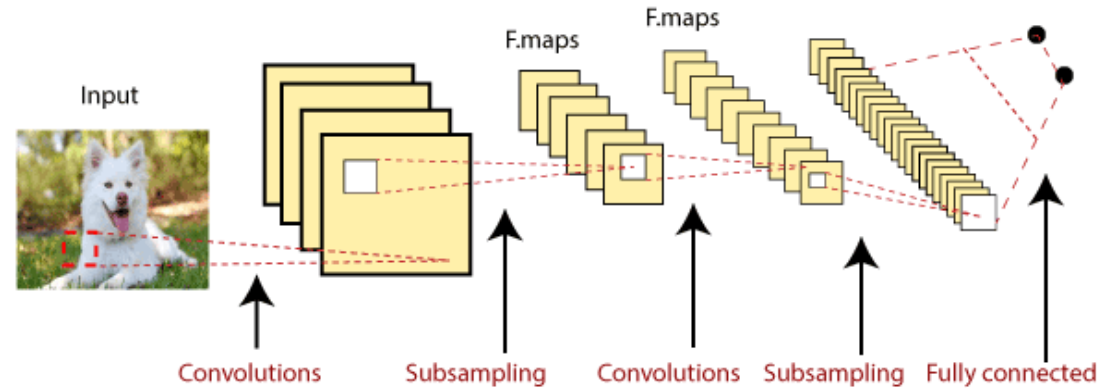 Input
F.maps
F.maps
Convolutions
Subsampling
Convolutions
Subsampling
Fully connected